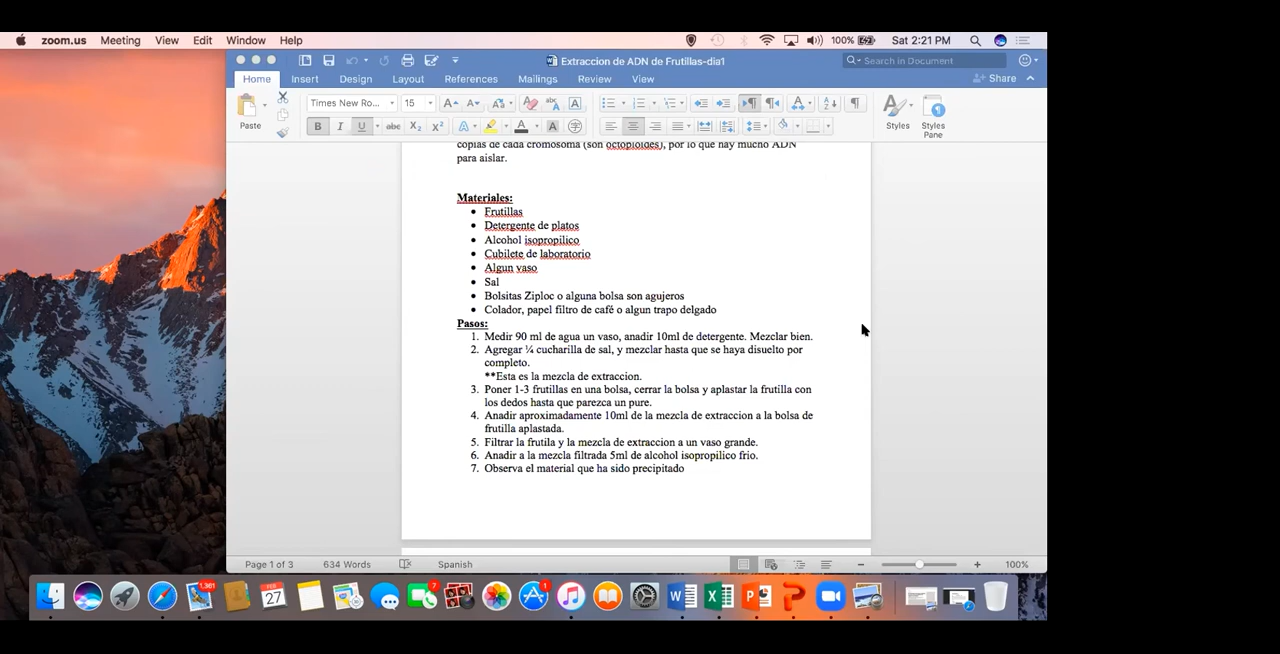 zoom.us Meeting View Edit Window Help
100% Sat 2:21 PM
Extraccion de ADN de Frutillas-dia1
Search in Document
Home Insert Design Layout References Mailings Review View
Share
Times New Ro... 15
Paste
Styles
Styles
Pane
copias de cada cromosoma (son octoploides), por lo que hay mucho ADN
para aislar.
Materiales:
• Frutillas
• Detergente de platos
• Alcohol isopropilico
• Cubilete de laboratorio
• Algun vaso
• Sal
• Bolsitas Ziploc o alguna bolsa son agujeros
• Colador, papel filtro de café o algun trapo delgado
Pasos:
1. Medir 90 ml de agua un vaso, anadir 10ml de detergente. Mezclar bien.
2. Agregar ¼ cucharilla de sal, y mezclar hasta que se haya disuelto por
completo.
**Esta es la mezcla de extraccion.
3. Poner 1-3 frutillas en una bolsa, cerrar la bolsa y aplastar la frutilla con
los dedos hasta que parezca un pure.
4. Anadir aproximadamente 10ml de la mezcla de extraccion a la bolsa de
frutilla aplastada.
5. Filtrar la frutila y la mezcla de extraccion a un vaso grande.
6. Anadir a la mezcla filtrada 5ml de alcohol isopropilico frio.
7. Observa el material que ha sido precipitado
Page 1 of 3 634 Words Spanish
100%
1,361
FEB
27
7
1